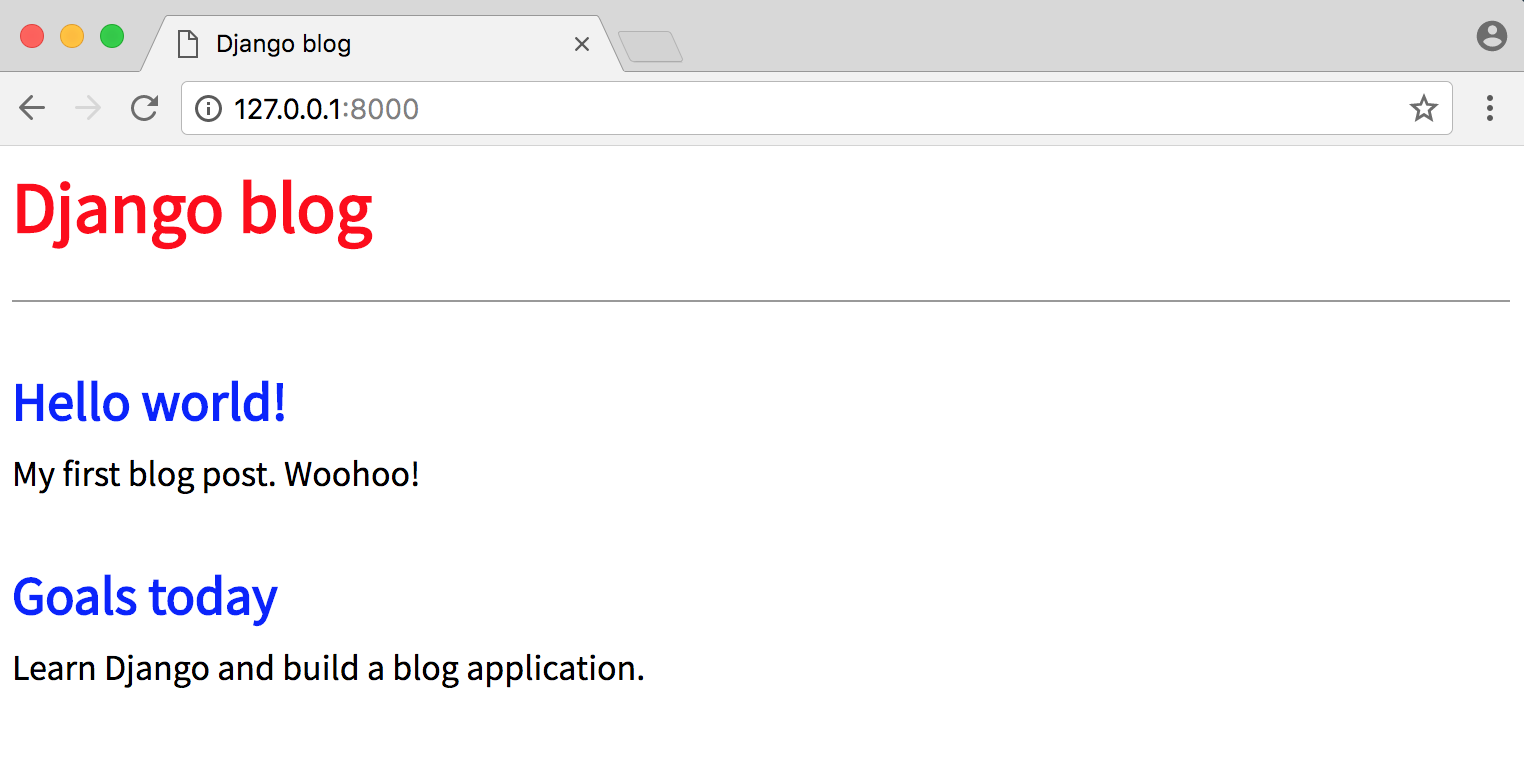 Django blog
127.0.0.1:8000
Django blog
Hello world!
My first blog post. Woohoo!
Goals today
Learn Django and build a blog application.